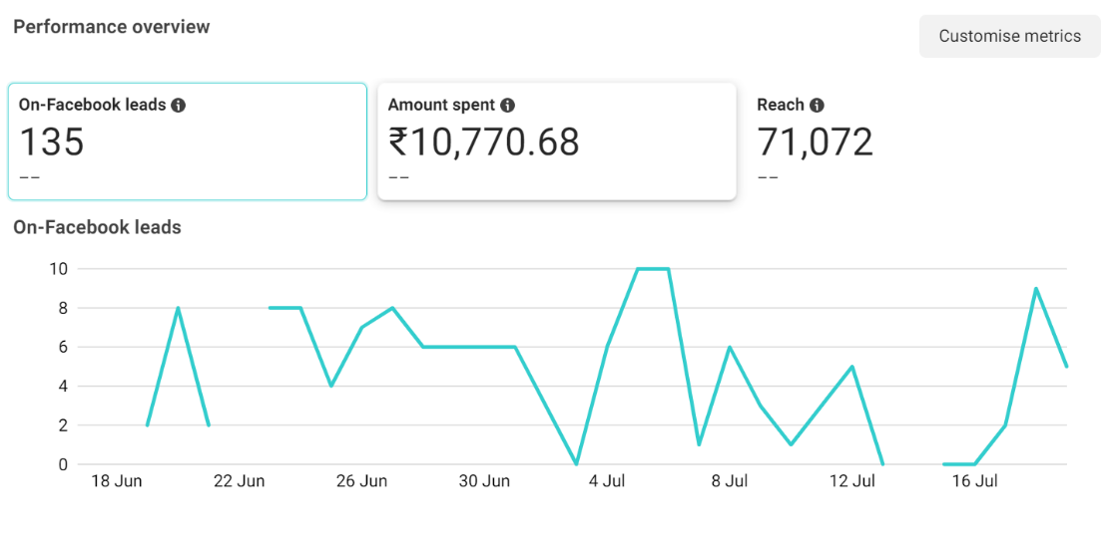 Performance overview
Customise metrics
On-Facebook leads
135
--
Amount spent
₹10,770.68
--
Reach
71,072
--
On-Facebook leads
10
8
6
4
2
0
18 Jun 22 Jun 26 Jun 30 Jun 4 Jul 8 Jul 12 Jul 16 Jul